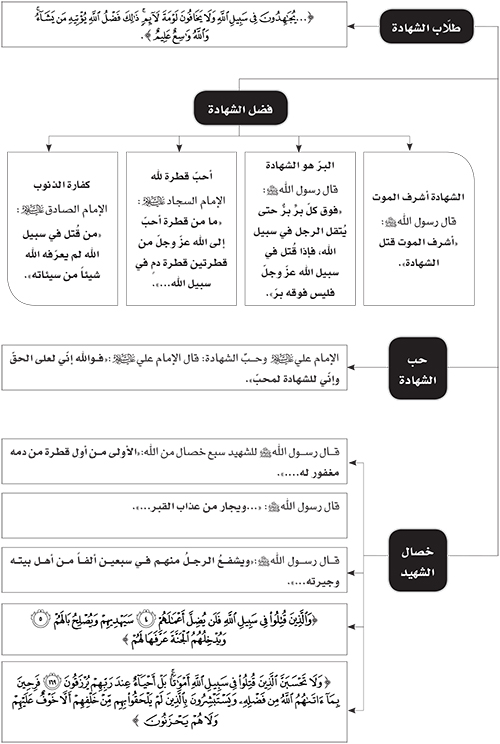 طلّاب الشهادة
﴿...يُجَٰهِدُونَ فِي سَبِيلِ ٱللَّهِ وَلَا يَخَافُونَ لَوۡمَةَ لَآئِمٖۚ ذَٰلِكَ فَضۡلُ ٱللَّهِ يُؤۡتِيهِ مَن يَشَآءُۚ
وَٱللَّهُ وَٰسِعٌ عَلِيمٌ﴾.
فضل الشهادة
الشهادة أشرف الموت
قال رسول الله ﷺ:
«أشرف الموت قتل
الشهادة».
البرّ هو الشهادة
قال رسول الله ﷺ:
«فوق كلّ برٍّ برٌّ حتى
يُتقل الرجل في سبيل
الله، فإذا قُتل في
سبيل الله عزّ وجلّ
فليس فوقه برّ».
أحبّ قطرة لله
الإمام السجاد عليه السلام:
«ما من قطرة أحبّ
إلى الله عزّ وجلّ من
قطرتين قطرة دمٍ في
سبيل الله...».
كفارة الذنوب
الإمام الصادق عليه السلام:
«من قُتل في سبيل
الله لم يعرّفه الله
شيئاً من سيئاته».
حب
الشهادة
الإمام علي عليه السلام وحبّ الشهادة: قال الإمام علي عليه السلام: «فوالله إنّي لعلى الحقّ
وإنّي للشهادة لمحبّ».
خصال
الشهيد
قال رسول الله ﷺ للشهيد سبع خصال من الله: «الأولى من أول قطرة من دمه
مغفور له....».
قال رسول الله ﷺ: «...ويجار من عذاب القبر...».
قال رسول الله ﷺ: «ويشفعُ الرجلُ منهم في سبعين ألفاً من أهل بيته
وجيرته...».
﴿وَٱلَّذِينَ قُتِلُواْ فِي سَبِيلِ ٱللَّهِ فَلَن يُضِلَّ أَعۡمَٰلَهُمۡ ٤ سَيَهۡدِيهِمۡ وَيُصۡلِحُ بَالَهُمۡ ٥
وَيُدۡخِلُهُمُ ٱلۡجَنَّةَ عَرَّفَهَا لَهُمۡ﴾
﴿وَلَا تَحۡسَبَنَّ ٱلَّذِينَ قُتِلُواْ فِي سَبِيلِ ٱللَّهِ أَمۡوَٰتَۢاۚ بَلۡ أَحۡيَآءٌ عِندَ رَبِّهِمۡ يُرۡزَقُونَ ١٦٩ فَرِحِينَ
بِمَآ ءَاتَىٰهُمُ ٱللَّهُ مِن فَضۡلِهِۦ وَيَسۡتَبۡشِرُونَ بِٱلَّذِينَ لَمۡ يَلۡحَقُواْ بِهِم مِّنۡ خَلۡفِهِمۡ أَلَّا خَوۡفٌ عَلَيۡهِمۡ
وَلَا هُمۡ يَحۡزَنُونَ﴾